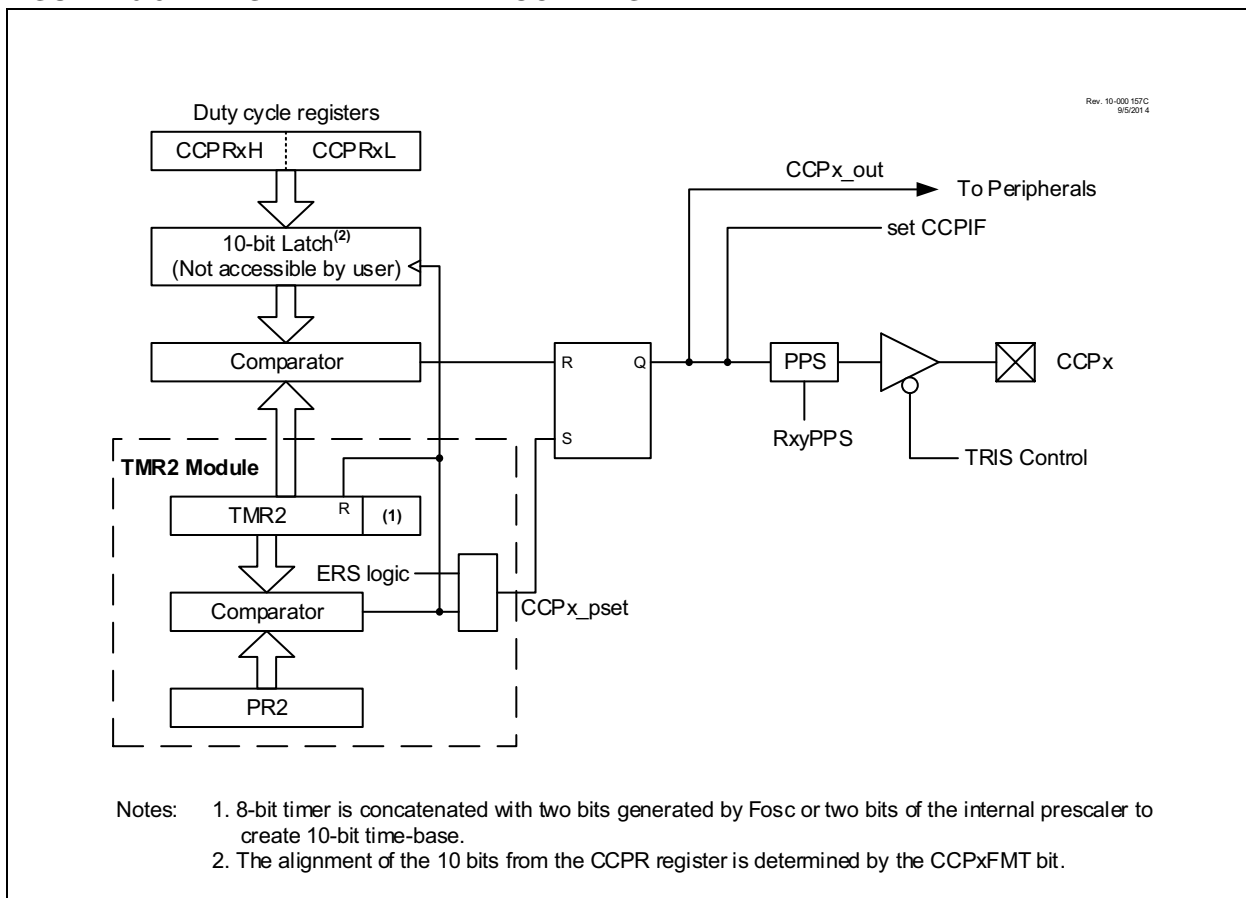 Rev. 10-000 157C
9/5/201 4
Duty cycle registers
CCPRxH CCPRxL
CCPx_out
To Peripherals
set CCPIF
10-bit Latch(2)
(Not accessible by user)
Comparator
R Q
S
PPS
CCPx
RxyPPS
TRIS Control
TMR2 Module
TMR2 R (1)
ERS logic
Comparator
CCPx_pset
PR2
Notes: 1. 8-bit timer is concatenated with two bits generated by Fosc or two bits of the internal prescaler to
create 10-bit time-base.
2. The alignment of the 10 bits from the CCPR register is determined by the CCPxFMT bit.